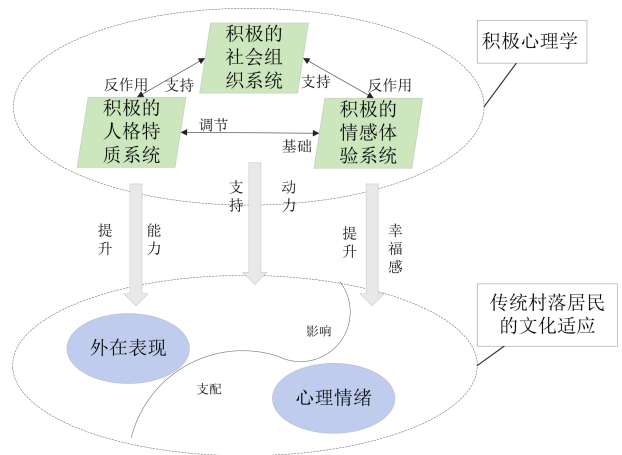 积极的
社会组
织系统
积极心理学
反作用
支持
支持
反作用
积极的
人格特
质系统
调节
基础
积极的
情感体
验系统
提升
能力
支持
动力
提升
幸福感
传统村落居民
的文化适应
影响
外在表现
支配
心理情绪